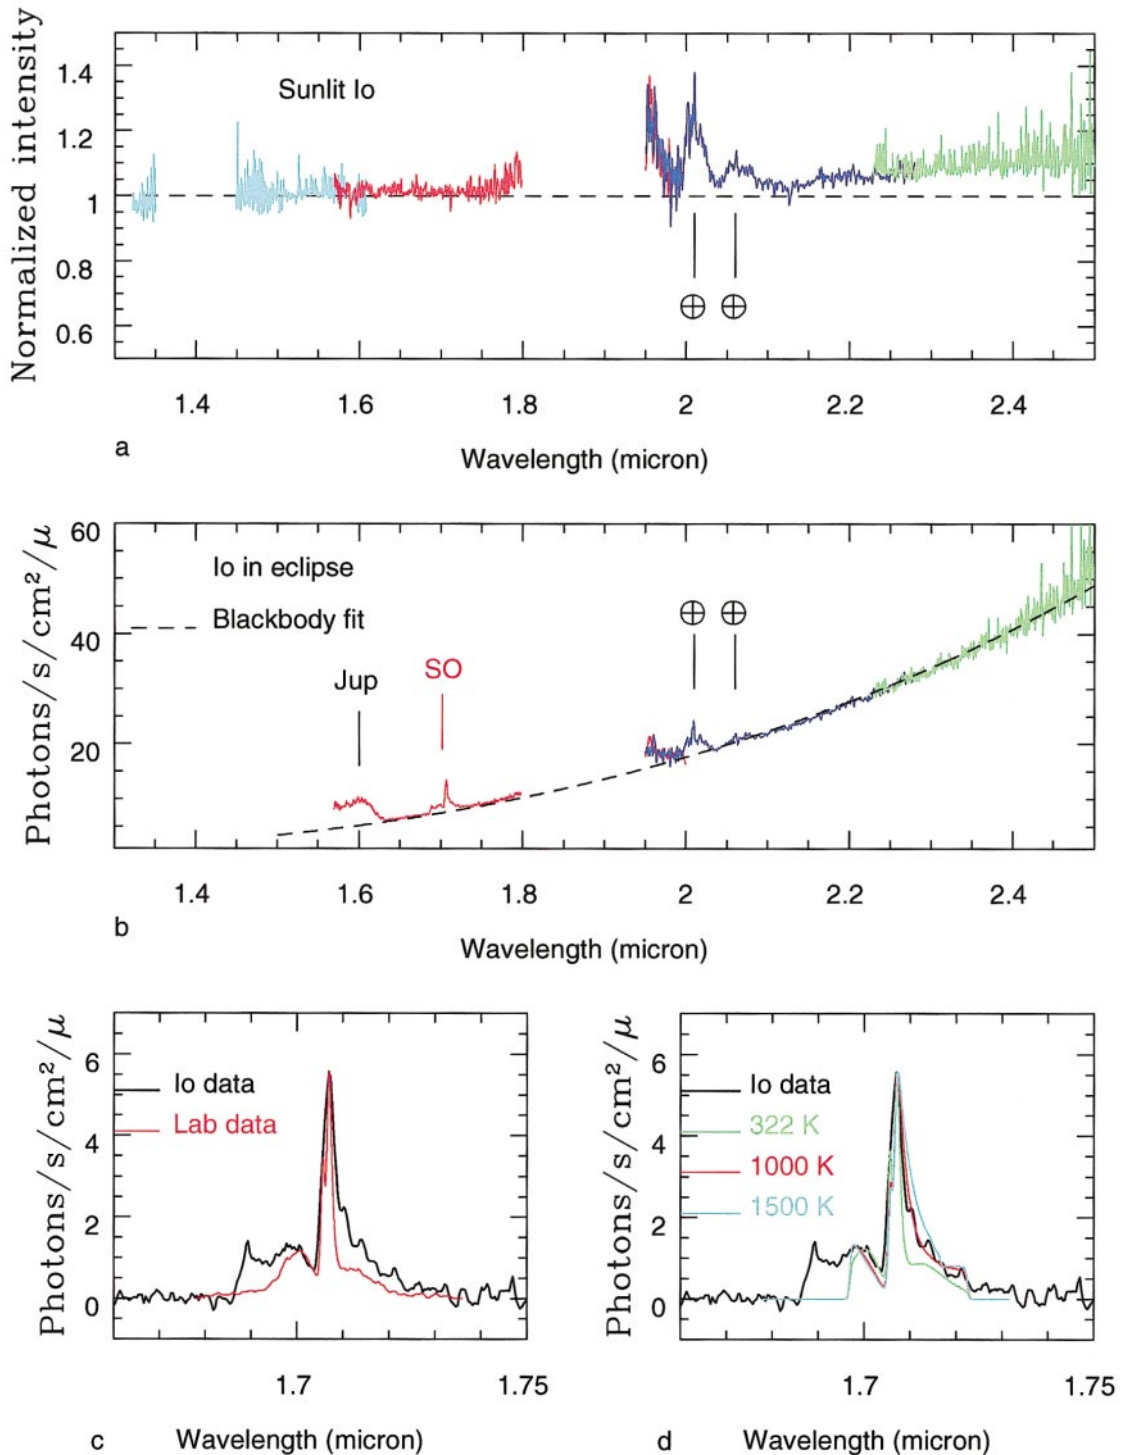 Normalized intensity
1.4
1.2
1
0.8
0.6
Sunlit Io
⊕ ⊕
1.4 1.6 1.8 2 2.2 2.4
a
Wavelength (micron)
Photons/s/cm²/μ
60
40
20
Io in eclipse
Blackbody fit
Jup
SO
⊕ ⊕
1.4 1.6 1.8 2 2.2 2.4
b
Wavelength (micron)
Photons/s/cm²/μ
6
4
2
0
Io data
Lab data
1.7 1.75
c
Wavelength (micron)
Photons/s/cm²/μ
6
4
2
0
Io data
322 K
1000 K
1500 K
1.7 1.75
d
Wavelength (micron)